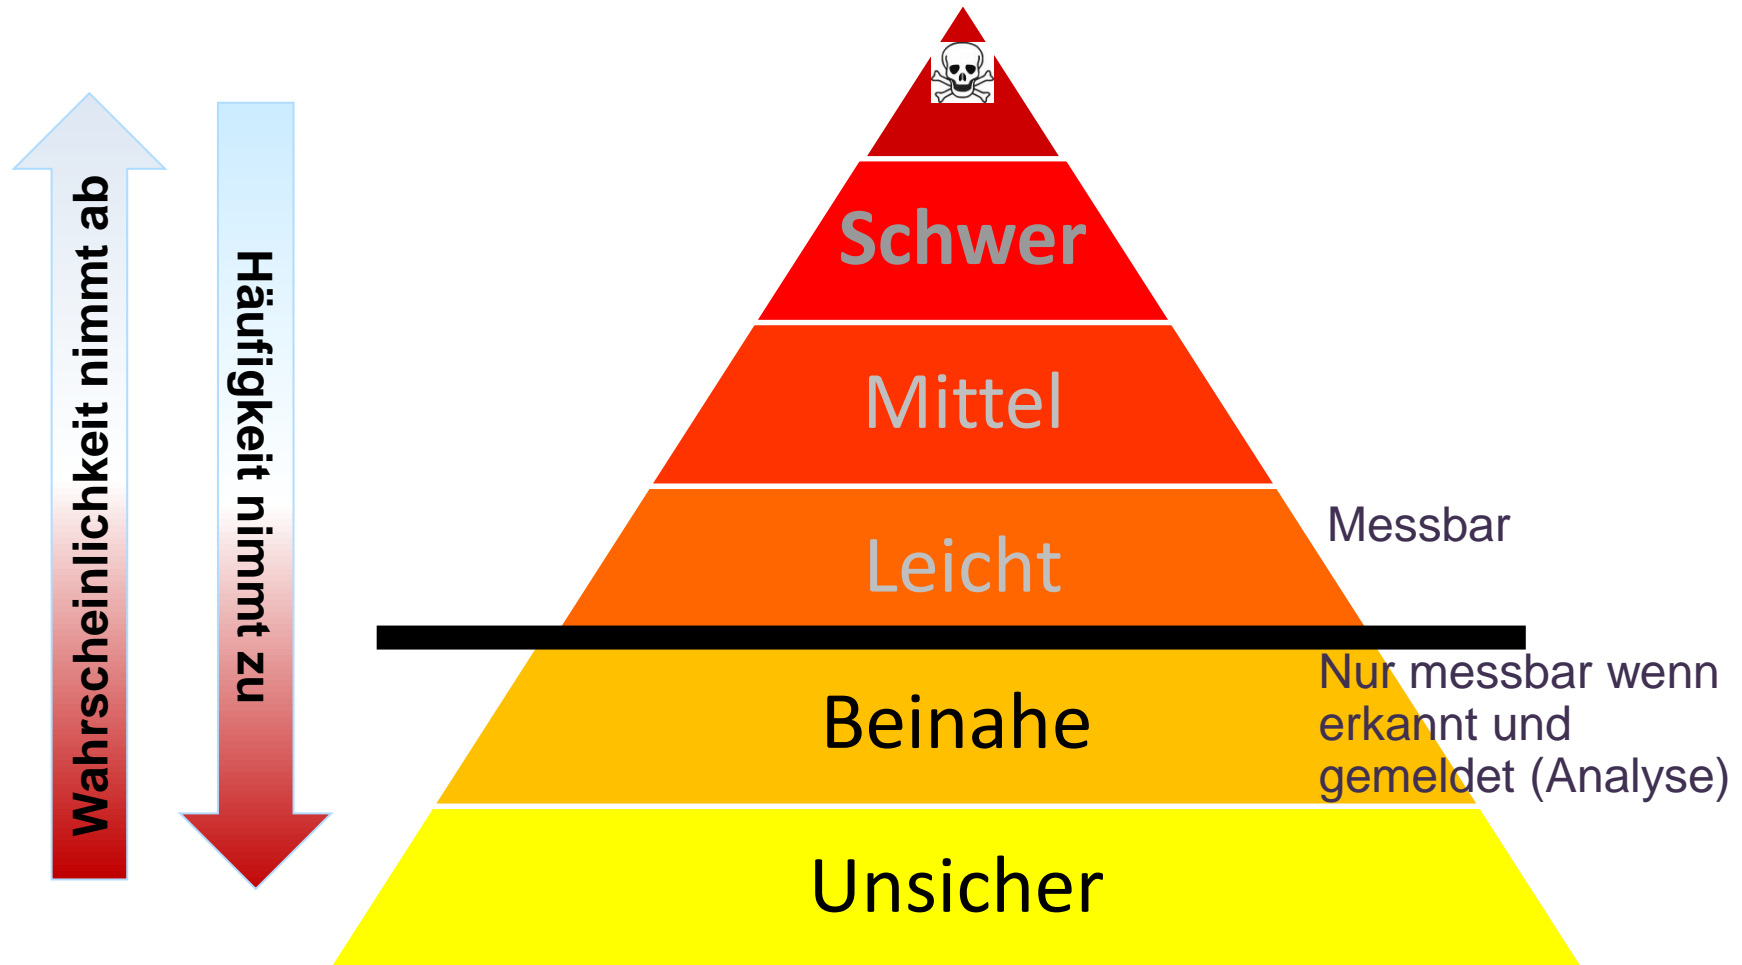 Wahrscheinlichkeit nimmt ab
Häufigkeit nimmt zu
Schwer
Mittel
Leicht
Messbar
Beinahe
Nur messbar wenn
erkannt und
gemeldet (Analyse)
Unsicher